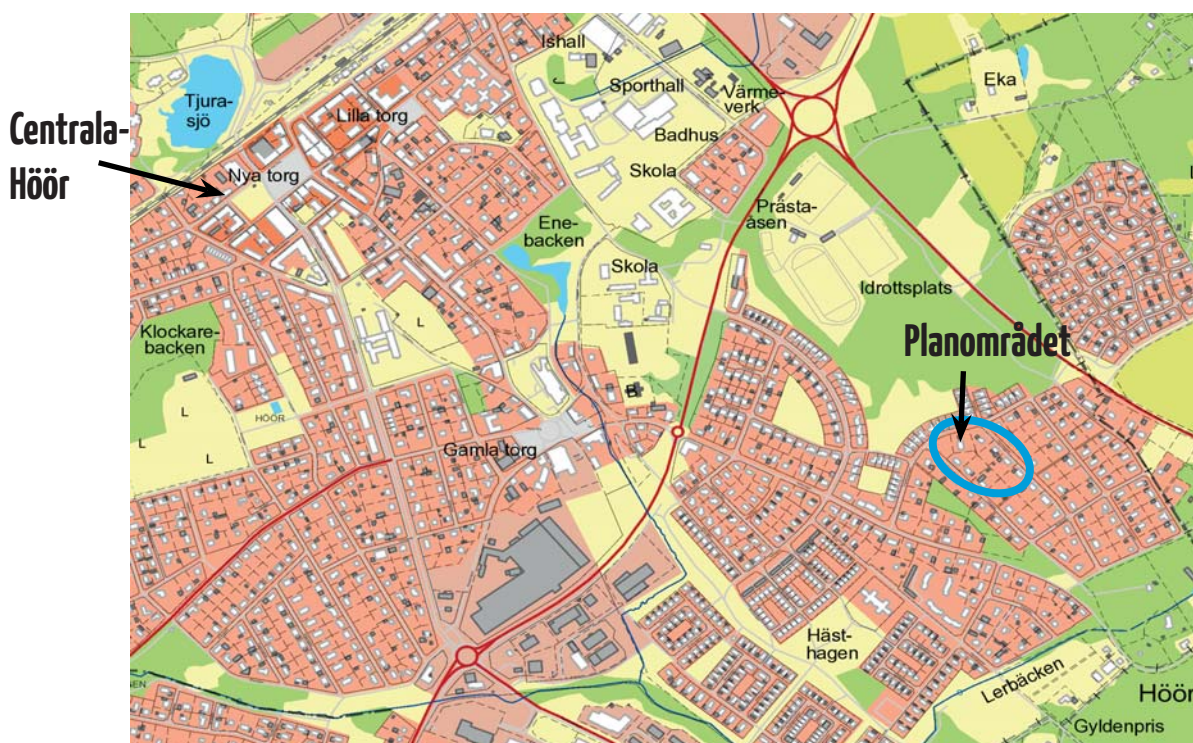 Centrala-
Höör
Tjura-
sjö
Lilla torg
Nya torg
Ishall
Sporthall
Värme-
verk
Badhus
Skola
Eka
Ene-
backen
Skola
Prästa-
åsen
Idrottsplats
Planområdet
Klockare-
backen
L
L
L
HÖÖR
Gamla torg
Häst-
hagen
Lerbäcken
Höör
Gyldenpris